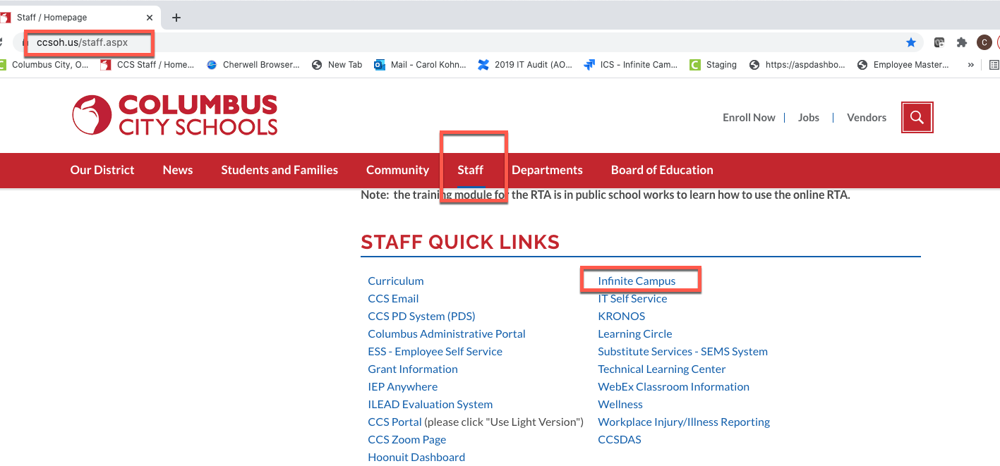 Staff / Homepage
ccsoh.us/staff.aspx
C
Columbus City, O...
CCS Staff / Home...
Cherwell Browser...
New Tab
Mail - Carol Kohn...
2019 IT Audit (AO...
ICS - Infinite Cam...
Staging
https://aspdashbo...
Employee Master...
»
COLUMBUS
CITY SCHOOLS
Enroll Now | Jobs | Vendors
Our District News Students and Families Community Staff Departments Board of Education
Note: the training module for the RTA is in public school works to learn how to use the online RTA.
STAFF QUICK LINKS
Curriculum
CCS Email
CCS PD System (PDS)
Columbus Administrative Portal
ESS - Employee Self Service
Grant Information
IEP Anywhere
ILEAD Evaluation System
CCS Portal (please click "Use Light Version")
CCS Zoom Page
Hoonuit Dashboard
Infinite Campus
IT Self Service
KRONOS
Learning Circle
Substitute Services - SEMS System
Technical Learning Center
WebEx Classroom Information
Wellness
Workplace Injury/Illness Reporting
CCSDAS